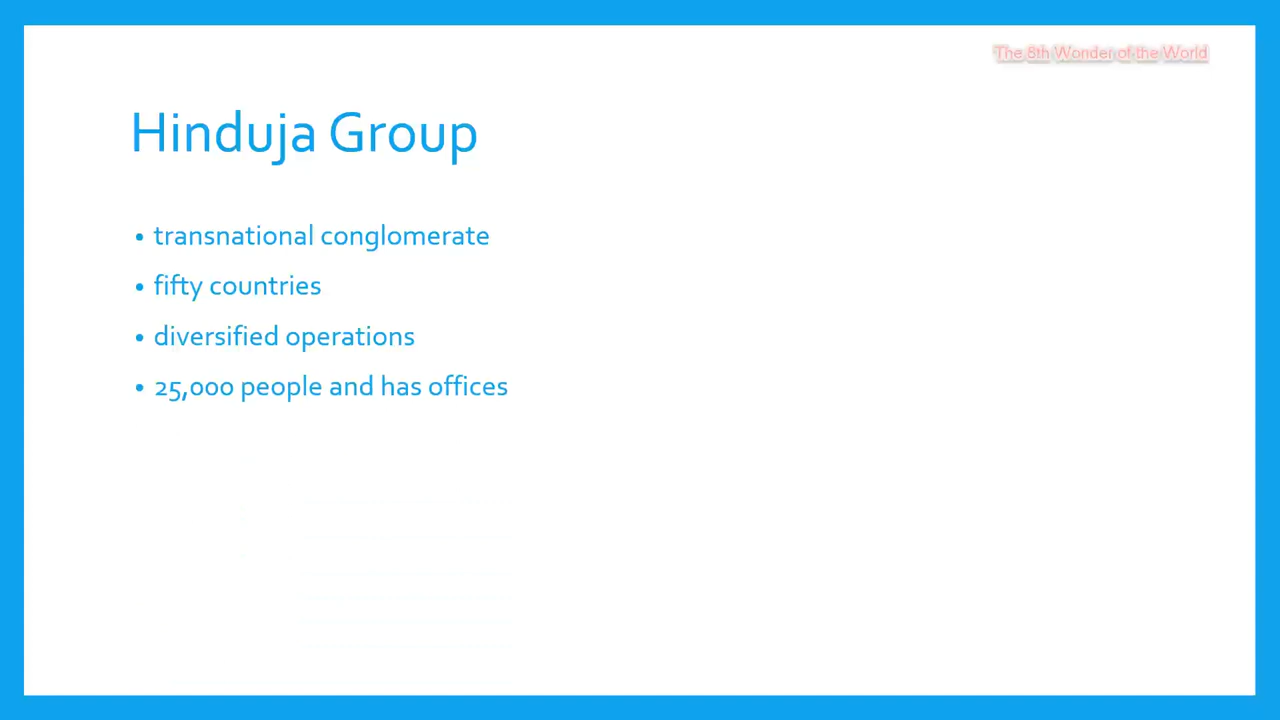 The 8th Wonder of the World
Hinduja Group
• transnational conglomerate
• fifty countries
• diversified operations
• 25,000 people and has offices